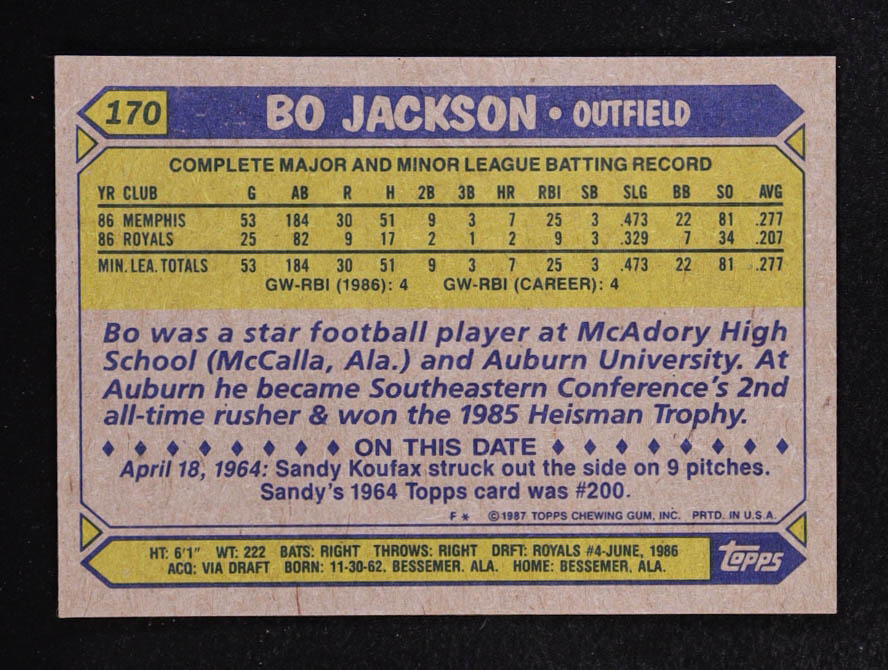 170 BO JACKSON • OUTFIELD
COMPLETE MAJOR AND MINOR LEAGUE BATTING RECORD
YR CLUB G AB R H 2B 3B HR RBI SB SLG BB SO AVG
86 MEMPHIS 53 184 30 51 9 3 7 25 3 .473 22 81 .277
86 ROYALS 25 82 9 17 2 1 2 9 3 .329 7 34 .207
MIN. LEA. TOTALS 53 184 30 51 9 3 7 25 3 .473 22 81 .277
GW-RBI (1986): 4 GW-RBI (CAREER): 4
Bo was a star football player at McAdory High
School (McCalla, Ala.) and Auburn University. At
Auburn he became Southeastern Conference's 2nd
all-time rusher & won the 1985 Heisman Trophy.
♦ ♦ ♦ ♦ ♦ ♦ ♦ ♦ ON THIS DATE ♦ ♦ ♦ ♦ ♦ ♦ ♦ ♦
April 18, 1964: Sandy Koufax struck out the side on 9 pitches.
Sandy's 1964 Topps card was #200.
F * ©1987 TOPPS CHEWING GUM, INC. PRTD. IN U.S.A.
HT: 6'1" WT: 222 BATS: RIGHT THROWS: RIGHT DRFT: ROYALS #4-JUNE, 1986
ACQ: VIA DRAFT BORN: 11-30-62, BESSEMER, ALA. HOME: BESSEMER, ALA.
topps